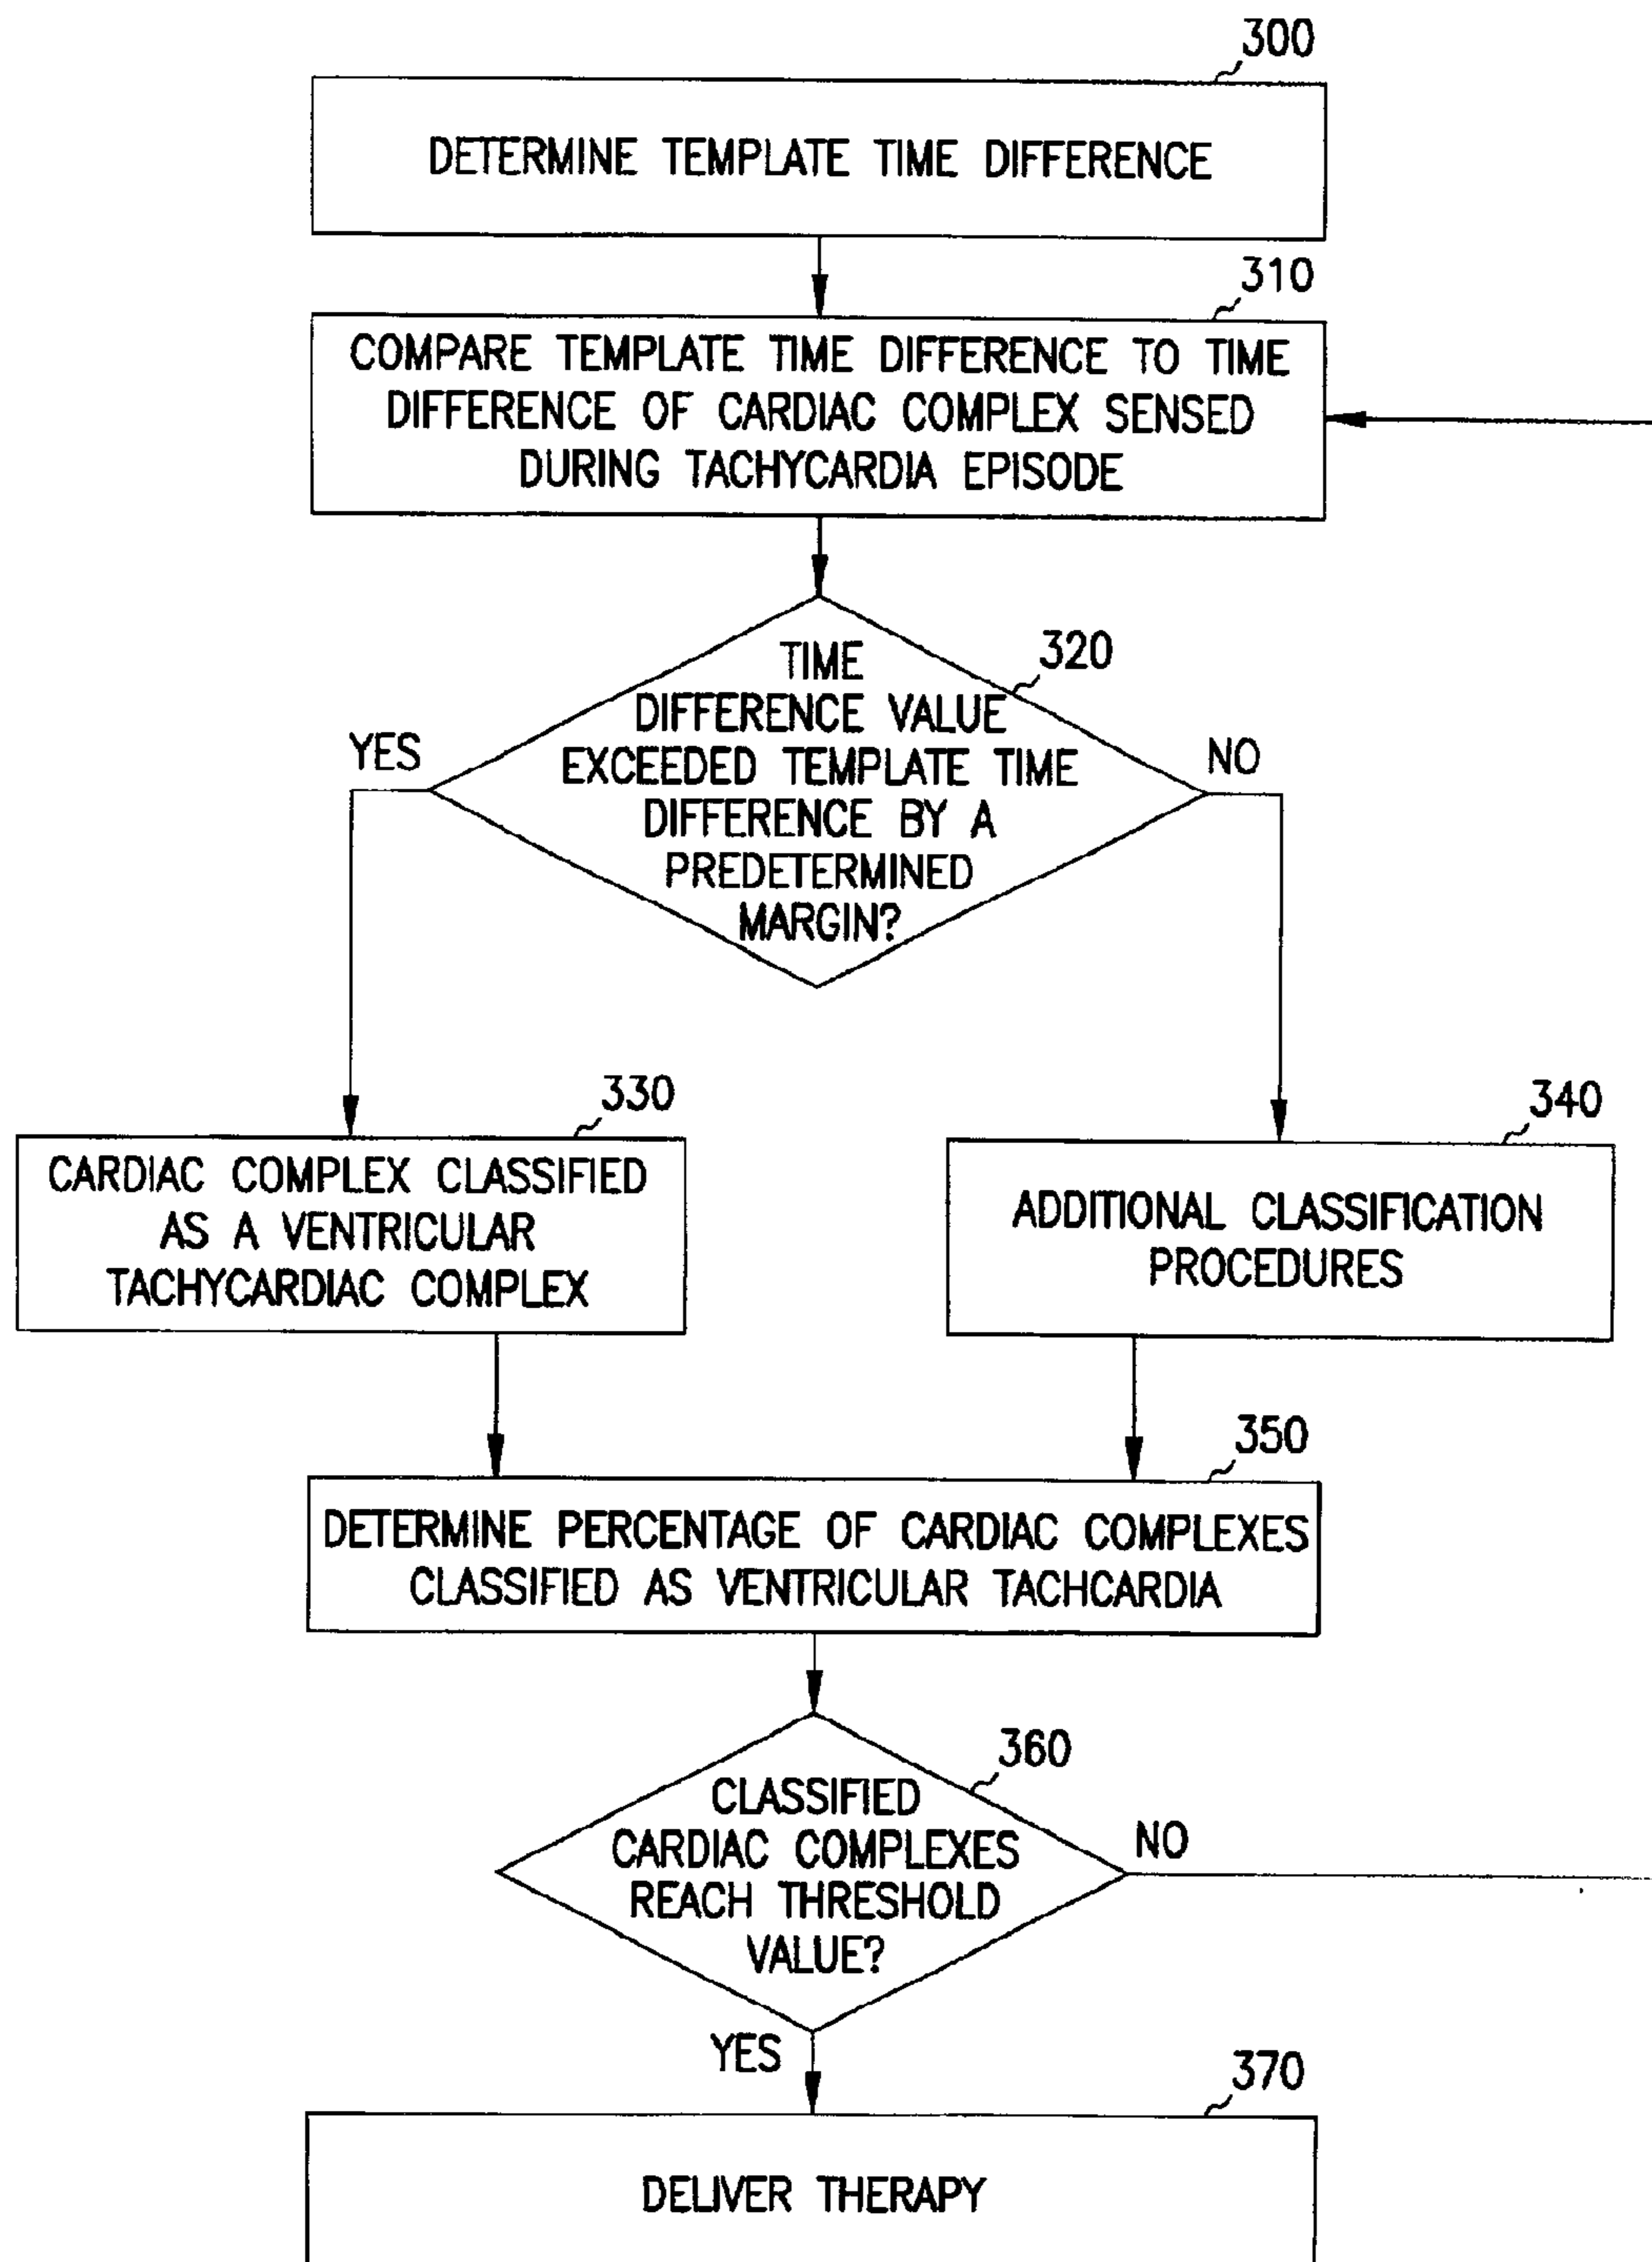 300
DETERMINE TEMPLATE TIME DIFFERENCE
310
COMPARE TEMPLATE TIME DIFFERENCE TO TIME
DIFFERENCE OF CARDIAC COMPLEX SENSED
DURING TACHYCARDIA EPISODE
320
TIME
DIFFERENCE VALUE
EXCEEDED TEMPLATE TIME
DIFFERENCE BY A
PREDETERMINED
MARGIN?
YES
NO
330
CARDIAC COMPLEX CLASSIFIED
AS A VENTRICULAR
TACHYCARDIAC COMPLEX
340
ADDITIONAL CLASSIFICATION
PROCEDURES
350
DETERMINE PERCENTAGE OF CARDIAC COMPLEXES
CLASSIFIED AS VENTRICULAR TACHCARDIA
360
CLASSIFIED
CARDIAC COMPLEXES
REACH THRESHOLD
VALUE?
NO
YES
370
DELIVER THERAPY